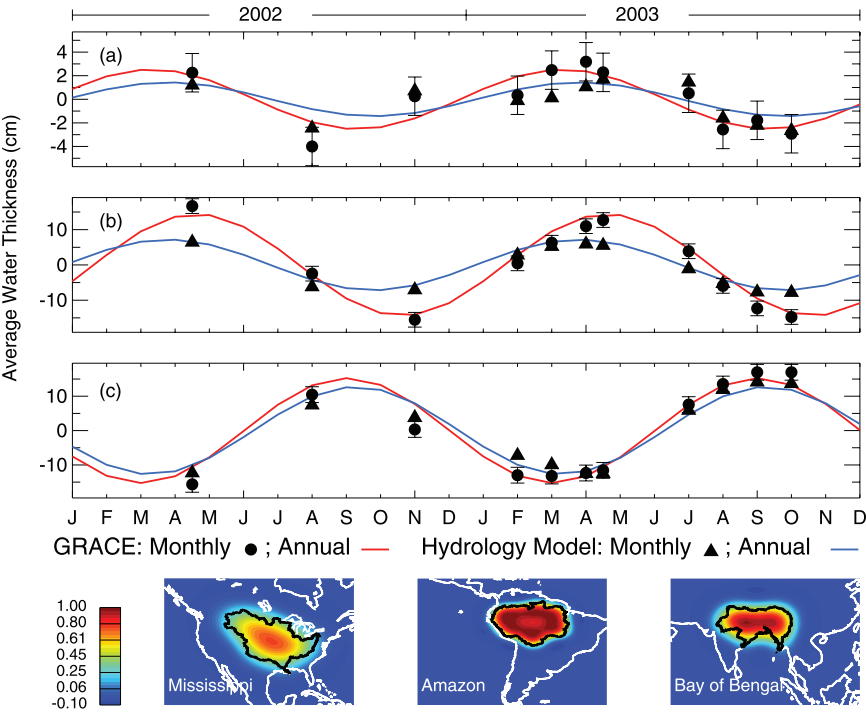 2002 2003
(a)
4
2
0
-2
-4
Average Water Thickness (cm)
(b)
10
0
-10
(c)
10
0
-10
J F M A M J J A S O N D J F M A M J J A S O N D
GRACE: Monthly ● ; Annual — Hydrology Model: Monthly ▲ ; Annual —
1.00
0.80
0.61
0.45
0.25
0.06
-0.10
Mississippi
Amazon
Bay of Bengal